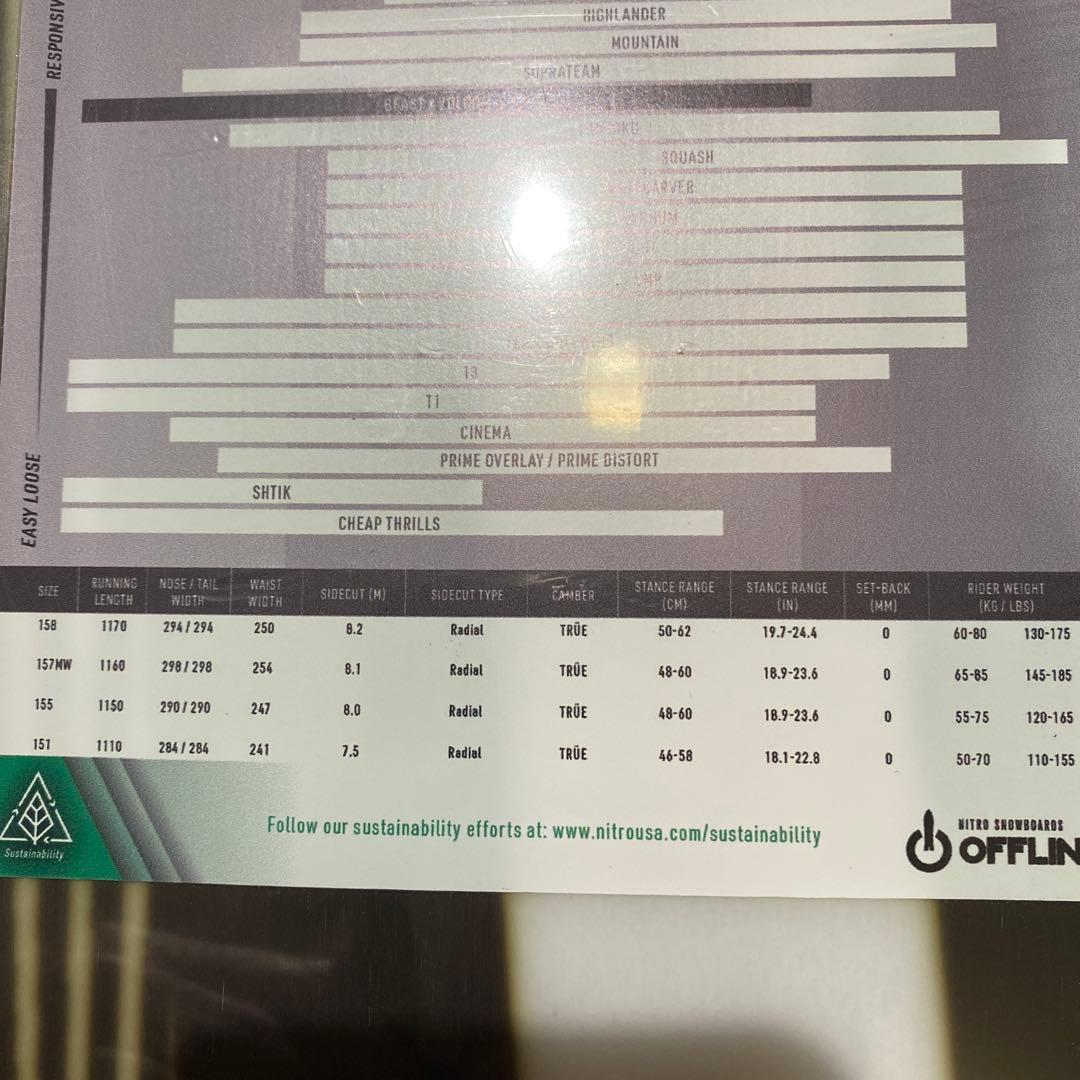 RESPONSIV
HIGHLANDER
MOUNTAIN
SUPRATEAM
BEAST
SQUASH
CARVER
T3
T1
CINEMA
PRIME OVERLAY / PRIME DISTORT
SHTIK
CHEAP THRILLS
EASY LOOSE
SIZE RUNNING LENGTH NOSE / TAIL WIDTH WAIST WIDTH SIDECUT (M) SIDECUT TYPE CAMBER STANCE RANGE (CM) STANCE RANGE (IN) SET-BACK (MM) RIDER WEIGHT (KG / LBS)
158 1170 294 / 294 250 8.2 Radial TRÜE 50-62 19.7-24.4 0 60-80 130-175
157MW 1160 298 / 298 254 8.1 Radial TRÜE 48-60 18.9-23.6 0 65-85 145-185
155 1150 290 / 290 247 8.0 Radial TRÜE 48-60 18.9-23.6 0 55-75 120-165
151 1110 284 / 284 241 7.5 Radial TRÜE 46-58 18.1-22.8 0 50-70 110-155
Sustainability
Follow our sustainability efforts at: www.nitrousa.com/sustainability
NITRO SNOWBOARDS
OFFLIN